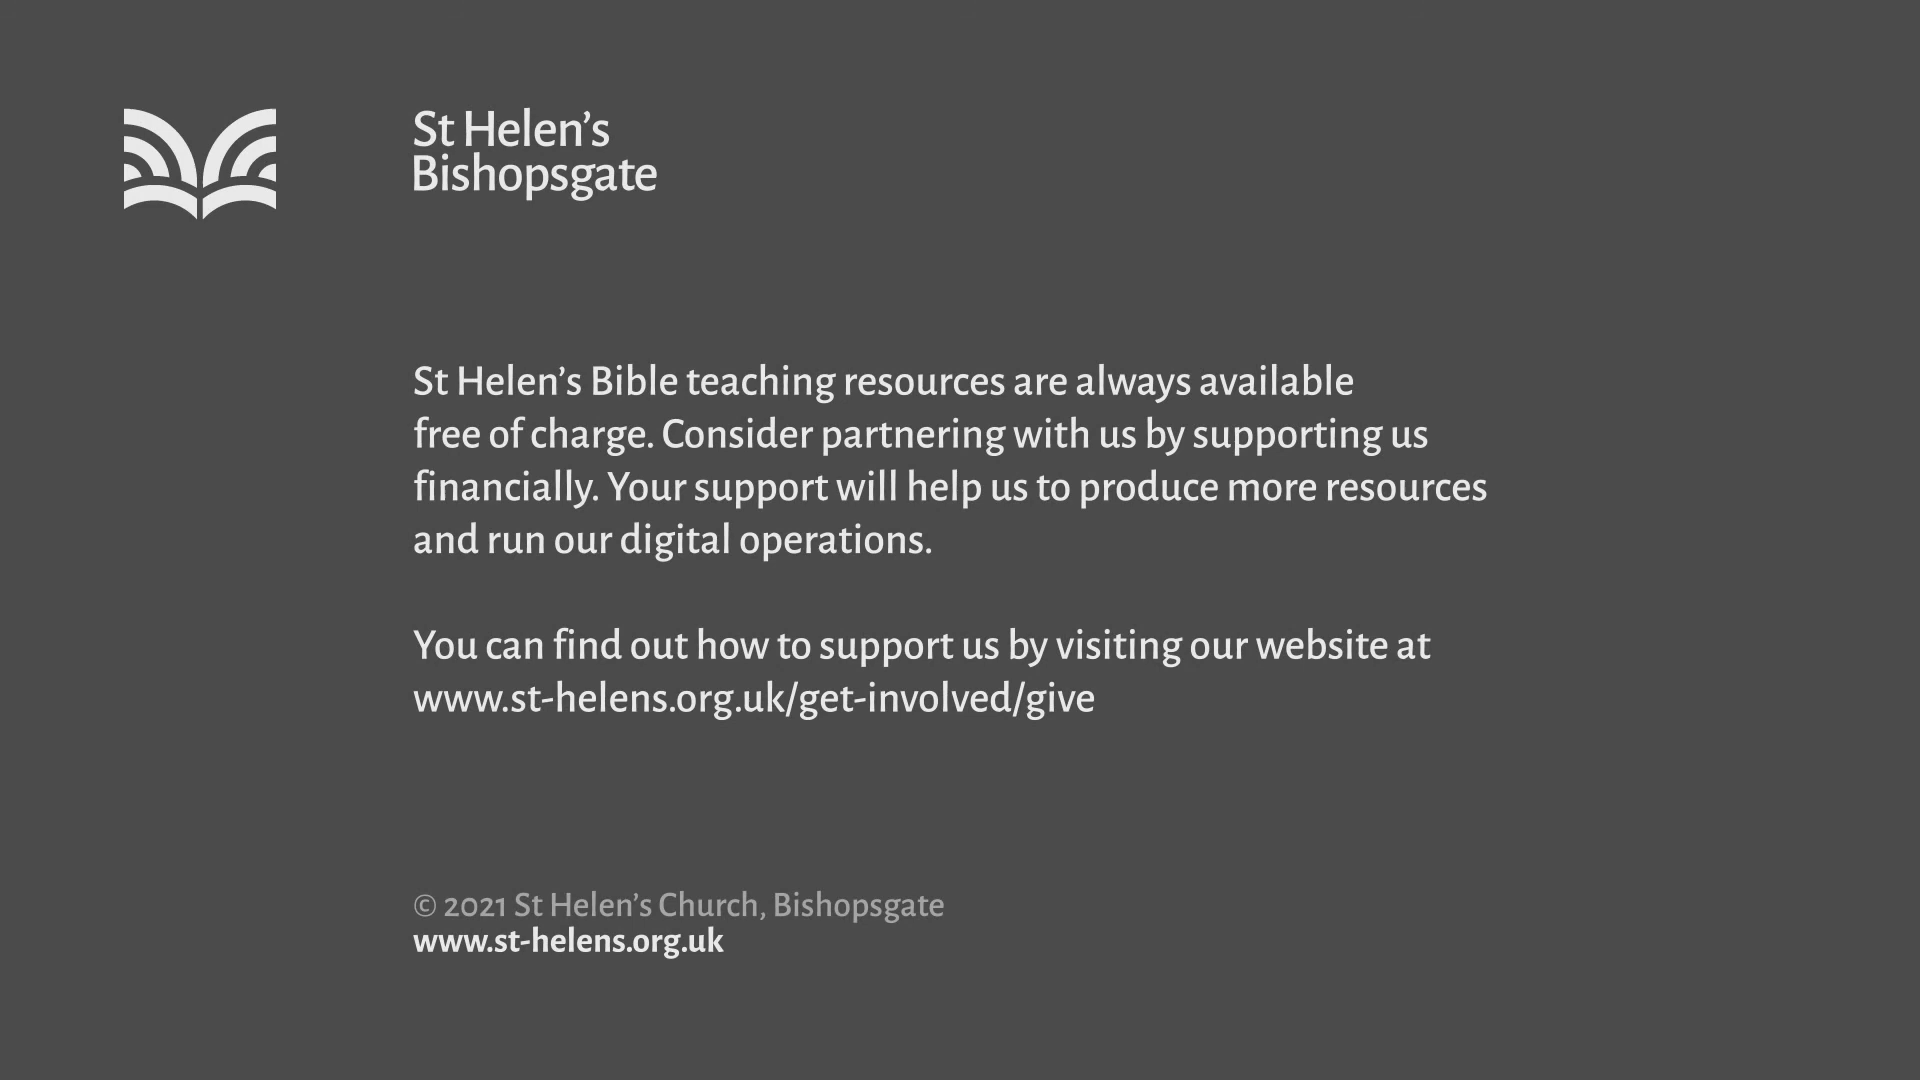 St Helen’s
Bishopsgate
St Helen’s Bible teaching resources are always available
free of charge. Consider partnering with us by supporting us
financially. Your support will help us to produce more resources
and run our digital operations.
You can find out how to support us by visiting our website at
www.st-helens.org.uk/get-involved/give
© 2021 St Helen’s Church, Bishopsgate
www.st-helens.org.uk